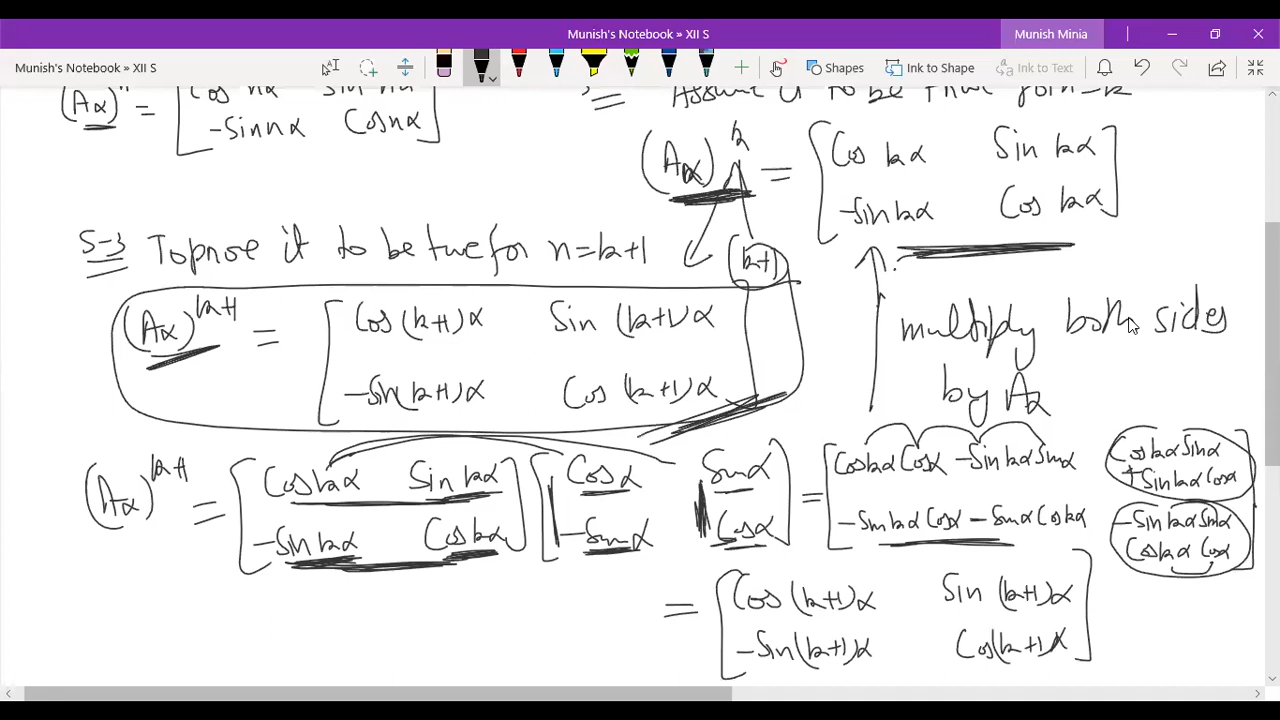 Munish's Notebook » XII S
Munish Minia
Munish's Notebook » XII S
Shapes
Ink to Shape
Ink to Text
(Aα)ⁿ = [Cos nα Sin nα
-Sin nα Cos nα]
Assume it to be true for n=k
(Aα)^k = [Cos kα Sin kα
-sin kα Cos kα]
S-3 To prove it to be true for n=k+1
(k+1)
(Aα)^k+1 = [Cos(k+1)α Sin (k+1)α
-Sin(k+1)α Cos (k+1)α]
multiply both sides
by Aα
(Aα)^k+1 = [Cos kα Sin kα] [Cos α Sin α] = [Cos kα Cos α - Sin kα Sin α Cos kα Sin α
+ Sin kα Cos α
-Sin kα Cos kα] [-Sin α Cos α] -Sin kα Cos α - Sin α Cos kα -Sin kα Sin α
Cos kα Cos α]
= [Cos (k+1)α Sin (k+1)α
-Sin(k+1)α Cos(k+1)α]